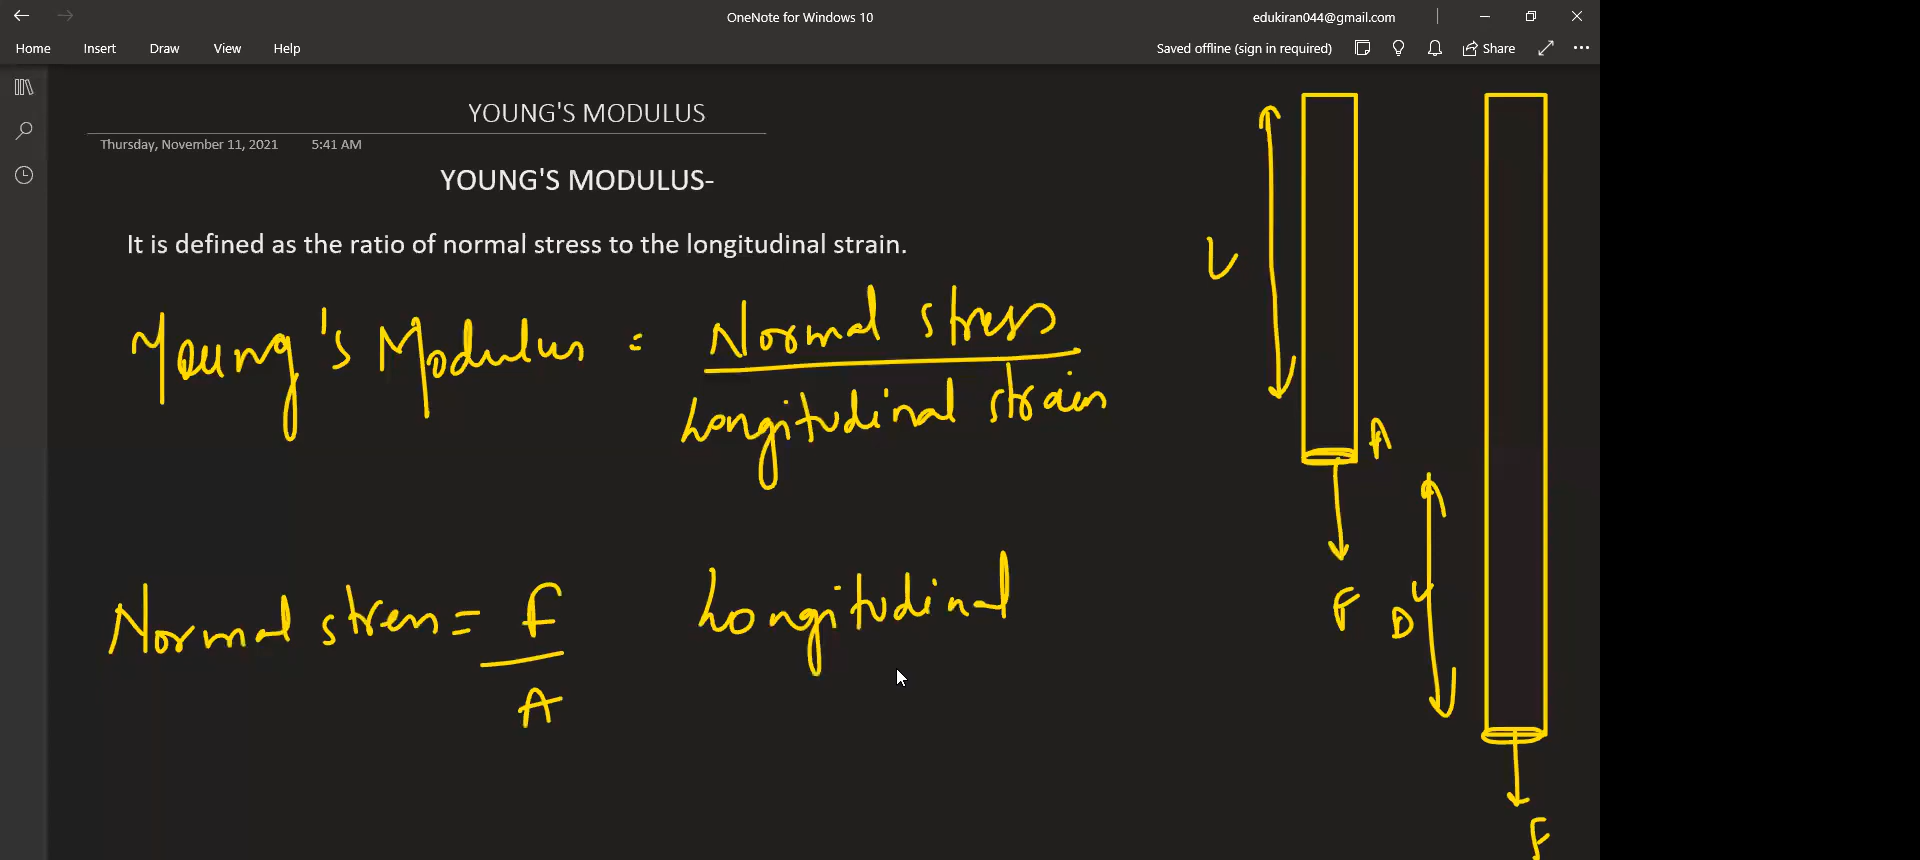 OneNote for Windows 10
edukiran044@gmail.com
Home Insert Draw View Help
Saved offline (sign in required) Share
YOUNG'S MODULUS
Thursday, November 11, 2021 5:41 AM
YOUNG'S MODULUS-
It is defined as the ratio of normal stress to the longitudinal strain.
Young's Modulus = Normal stress
Longitudinal strain
Normal stress = F
A
Longitudinal
L
A
F
F